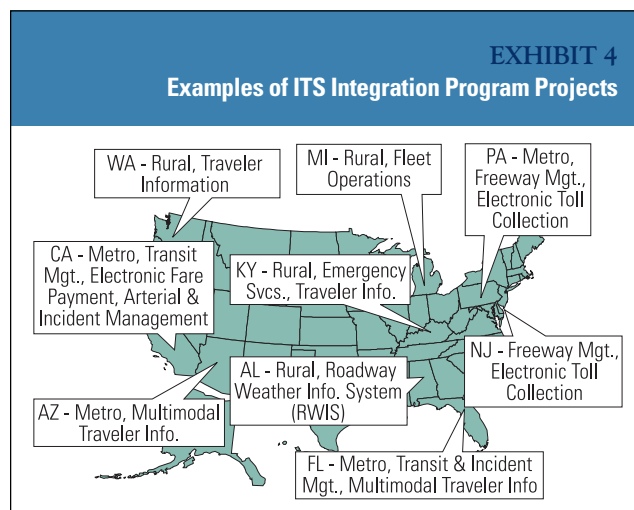 EXHIBIT 4
Examples of ITS Integration Program Projects
WA - Rural, Traveler
Information
MI - Rural, Fleet
Operations
PA - Metro,
Freeway Mgt.,
Electronic Toll
Collection
CA - Metro, Transit
Mgt., Electronic Fare
Payment, Arterial &
Incident Management
KY - Rural, Emergency
Svcs., Traveler Info.
NJ - Freeway Mgt.,
Electronic Toll
Collection
AL - Rural, Roadway
Weather Info. System
(RWIS)
AZ - Metro, Multimodal
Traveler Info.
FL - Metro, Transit & Incident
Mgt., Multimodal Traveler Info